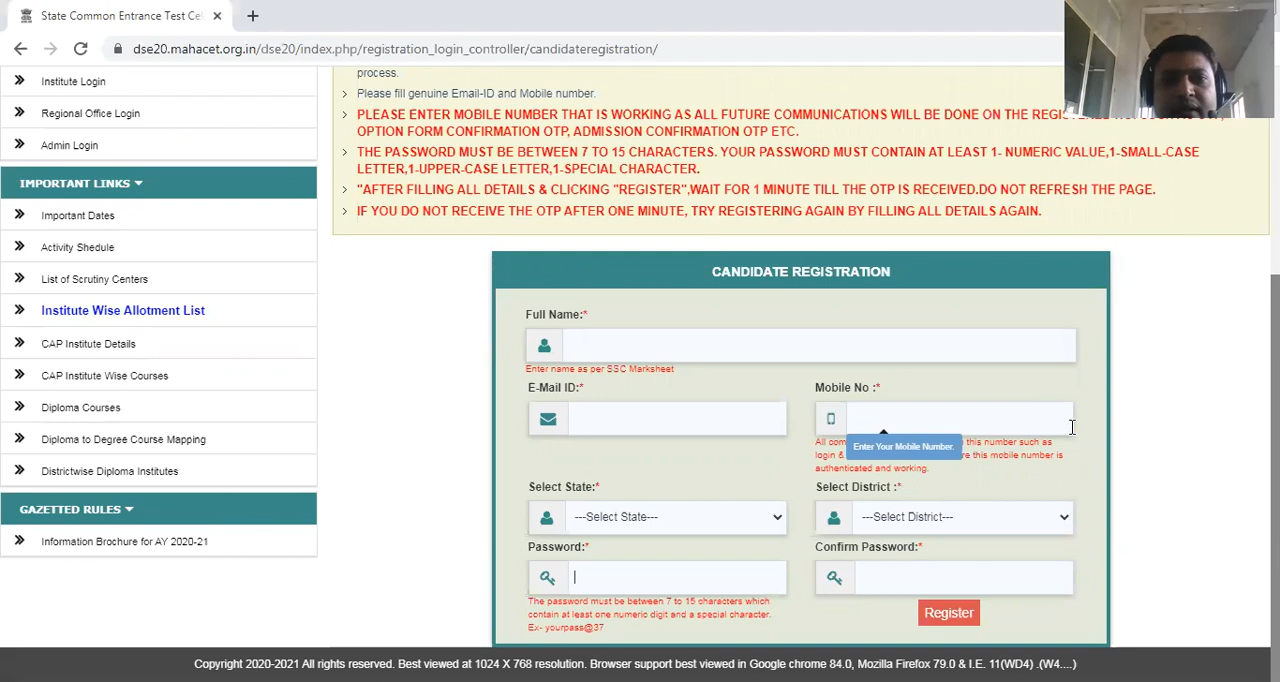 State Common Entrance Test Cel
dse20.mahacet.org.in/dse20/index.php/registration_login_controller/candidateregistration/
Institute Login
Regional Office Login
Admin Login
IMPORTANT LINKS
Important Dates
Activity Shedule
List of Scrutiny Centers
Institute Wise Allotment List
CAP Institute Details
CAP Institute Wise Courses
Diploma Courses
Diploma to Degree Course Mapping
Districtwise Diploma Institutes
GAZETTED RULES
Information Brochure for AY 2020-21
process.
Please fill genuine Email-ID and Mobile number.
PLEASE ENTER MOBILE NUMBER THAT IS WORKING AS ALL FUTURE COMMUNICATIONS WILL BE DONE ON THE
OPTION FORM CONFIRMATION OTP, ADMISSION CONFIRMATION OTP ETC.
THE PASSWORD MUST BE BETWEEN 7 TO 15 CHARACTERS. YOUR PASSWORD MUST CONTAIN AT LEAST 1- NUMERIC VALUE,1-SMALL-CASE
LETTER,1-UPPER-CASE LETTER,1-SPECIAL CHARACTER.
"AFTER FILLING ALL DETAILS & CLICKING "REGISTER",WAIT FOR 1 MINUTE TILL THE OTP IS RECEIVED.DO NOT REFRESH THE PAGE.
IF YOU DO NOT RECEIVE THE OTP AFTER ONE MINUTE, TRY REGISTERING AGAIN BY FILLING ALL DETAILS AGAIN.
CANDIDATE REGISTRATION
Full Name:*
Enter name as per SSC Marksheet
E-Mail ID:* Mobile No :*
Enter Your Mobile Number.
All this number such as
login & this mobile number is
authenticated and working.
Select State:* Select District :*
---Select State--- ---Select District---
Password:* Confirm Password:*
The password must be between 7 to 15 characters which
contain at least one numeric digit and a special character.
Ex- yourpass@37
Register
Copyright 2020-2021 All rights reserved. Best viewed at 1024 X 768 resolution. Browser support best viewed in Google chrome 84.0, Mozilla Firefox 79.0 & I.E. 11(WD4) .(W4....)